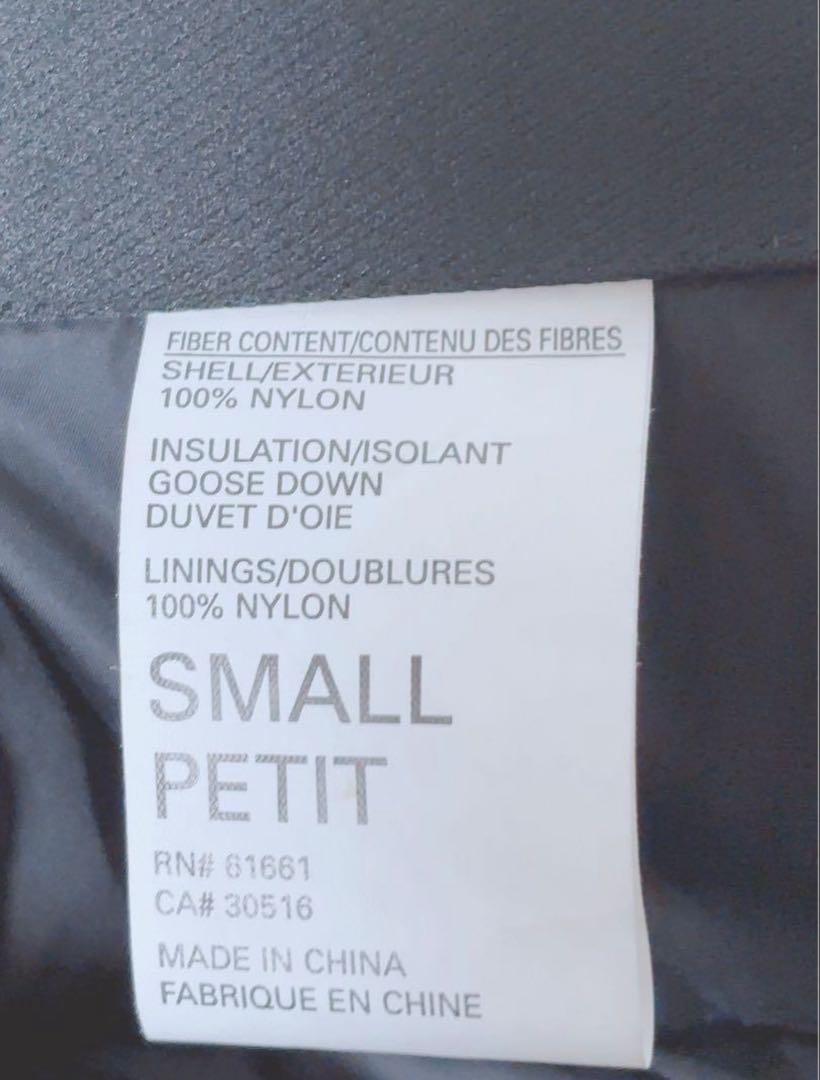 FIBER CONTENT/CONTENU DES FIBRES
SHELL/EXTERIEUR
100% NYLON
INSULATION/ISOLANT
GOOSE DOWN
DUVET D'OIE
LININGS/DOUBLURES
100% NYLON
SMALL
PETIT
RN# 61661
CA# 30516
MADE IN CHINA
FABRIQUE EN CHINE